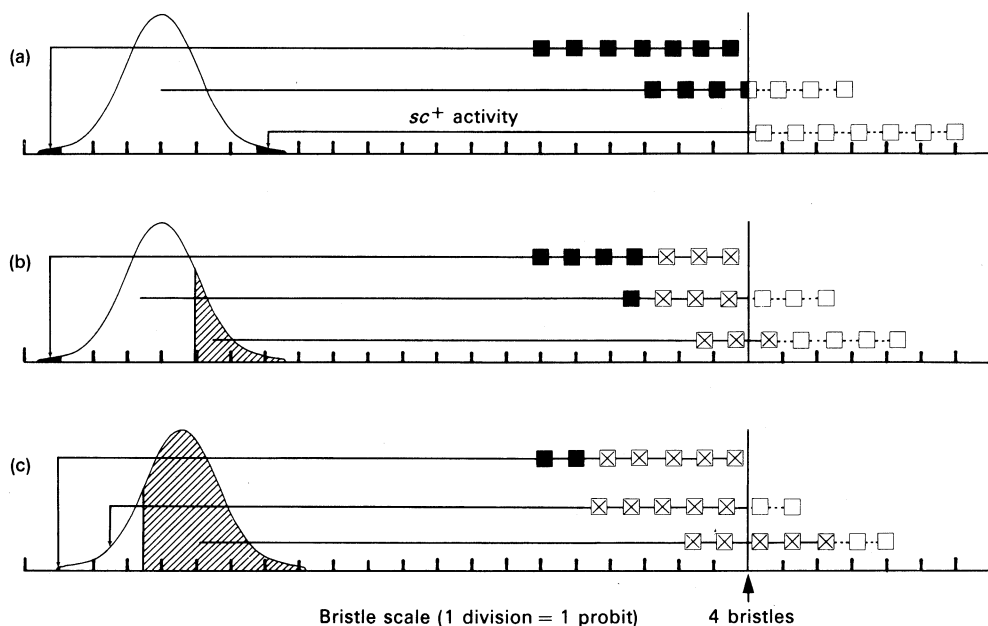 (a)
sc+ activity
(b)
(c)
Bristle scale (1 division = 1 probit)
4 bristles